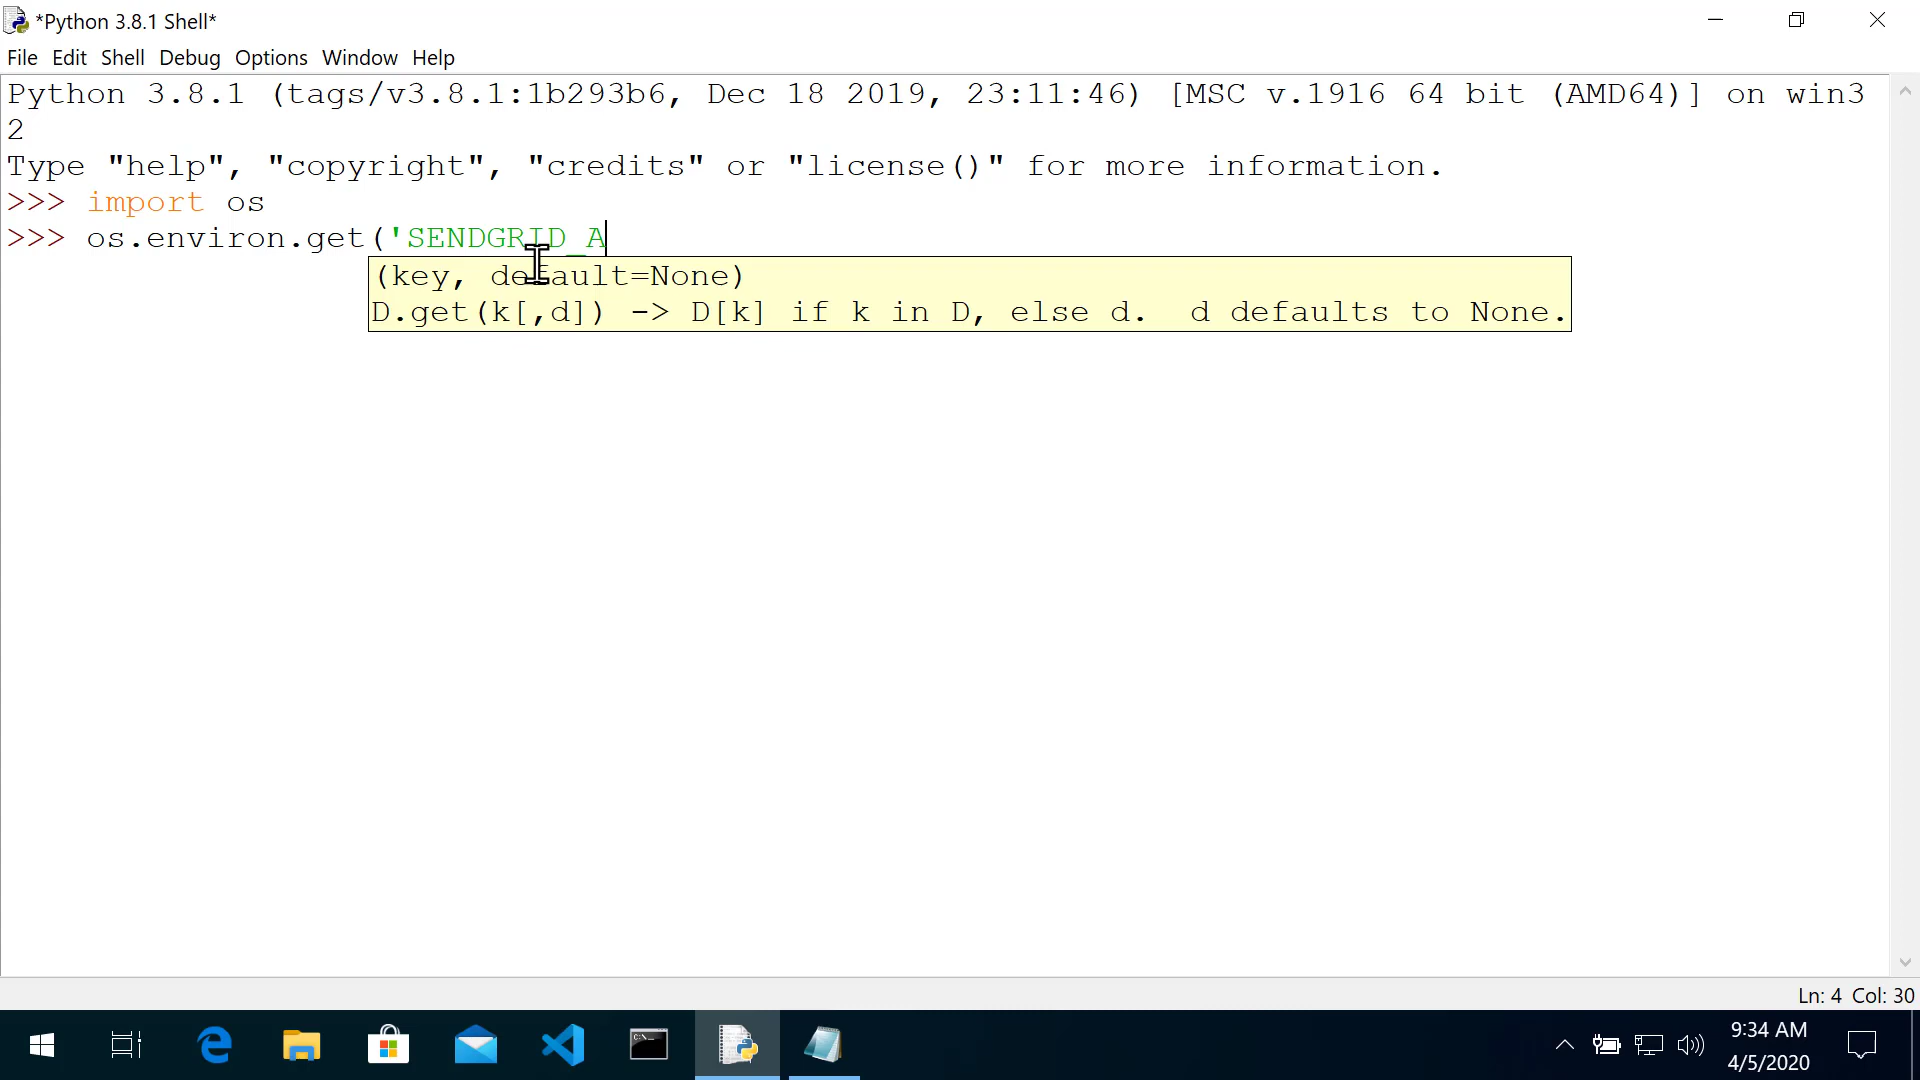 *Python 3.8.1 Shell*
File Edit Shell Debug Options Window Help
Python 3.8.1 (tags/v3.8.1:1b293b6, Dec 18 2019, 23:11:46) [MSC v.1916 64 bit (AMD64)] on win3
2
Type "help", "copyright", "credits" or "license()" for more information.
>>> import os
>>> os.environ.get('SENDGRID_A
(key, default=None)
D.get(k[,d]) -> D[k] if k in D, else d.  d defaults to None.
Ln: 4 Col: 30
9:34 AM
4/5/2020